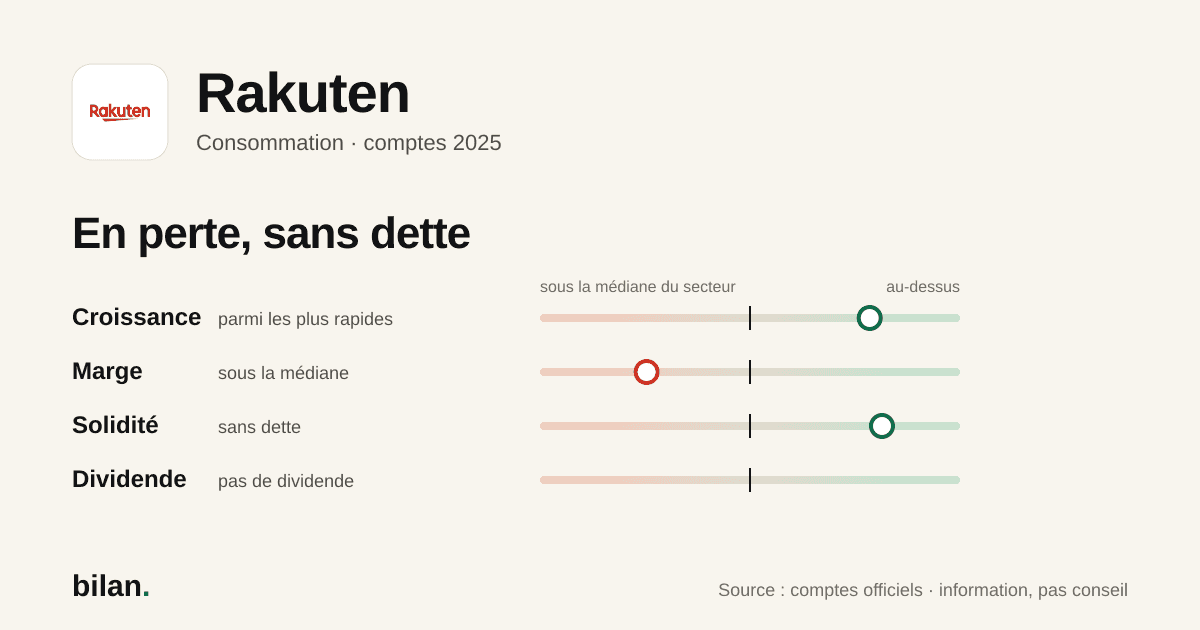 Rakuten
Rakuten
Consommation · comptes 2025
En perte, sans dette
sous la médiane du secteur au-dessus
Croissance parmi les plus rapides
Marge sous la médiane
Solidité sans dette
Dividende pas de dividende
bilan.
Source : comptes officiels · information, pas conseil